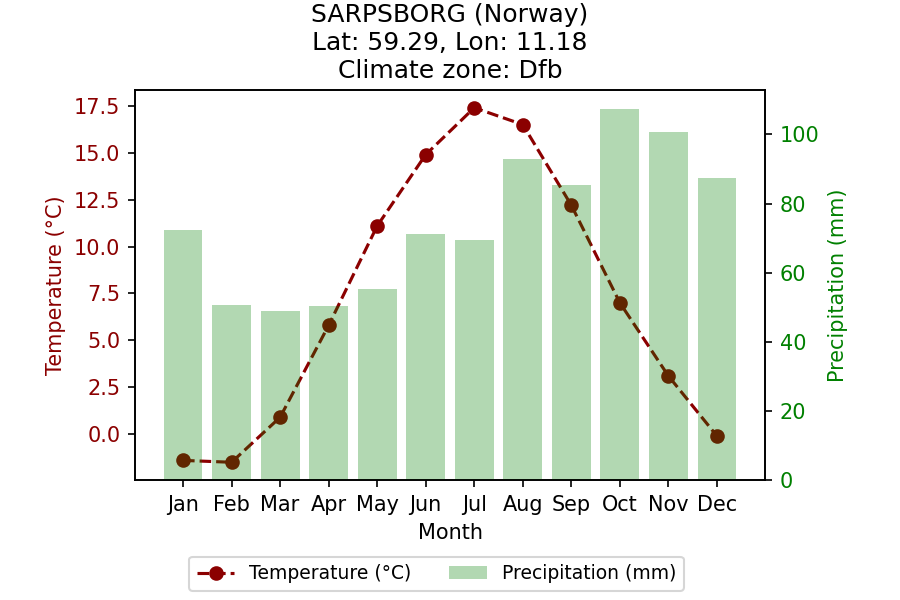 SARPSBORG (Norway)
Lat: 59.29, Lon: 11.18
Climate zone: Dfb
Temperature (°C)
17.5
15.0
12.5
10.0
7.5
5.0
2.5
0.0
100
80
60
40
20
0
Precipitation (mm)
Jan Feb Mar Apr May Jun Jul Aug Sep Oct Nov Dec
Month
Temperature (°C) Precipitation (mm)